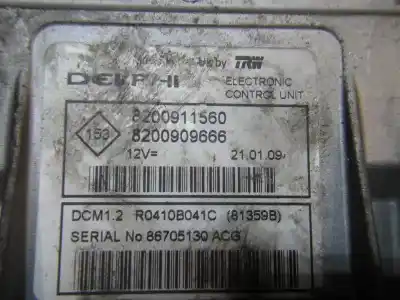 by TRW
DELPHI
ELECTRONIC
CONTROL UNIT
153
8200911560
8200909666
12V= 21.01.09
DCM1.2 R0410B041C (81359B)
SERIAL No 86705130 ACG